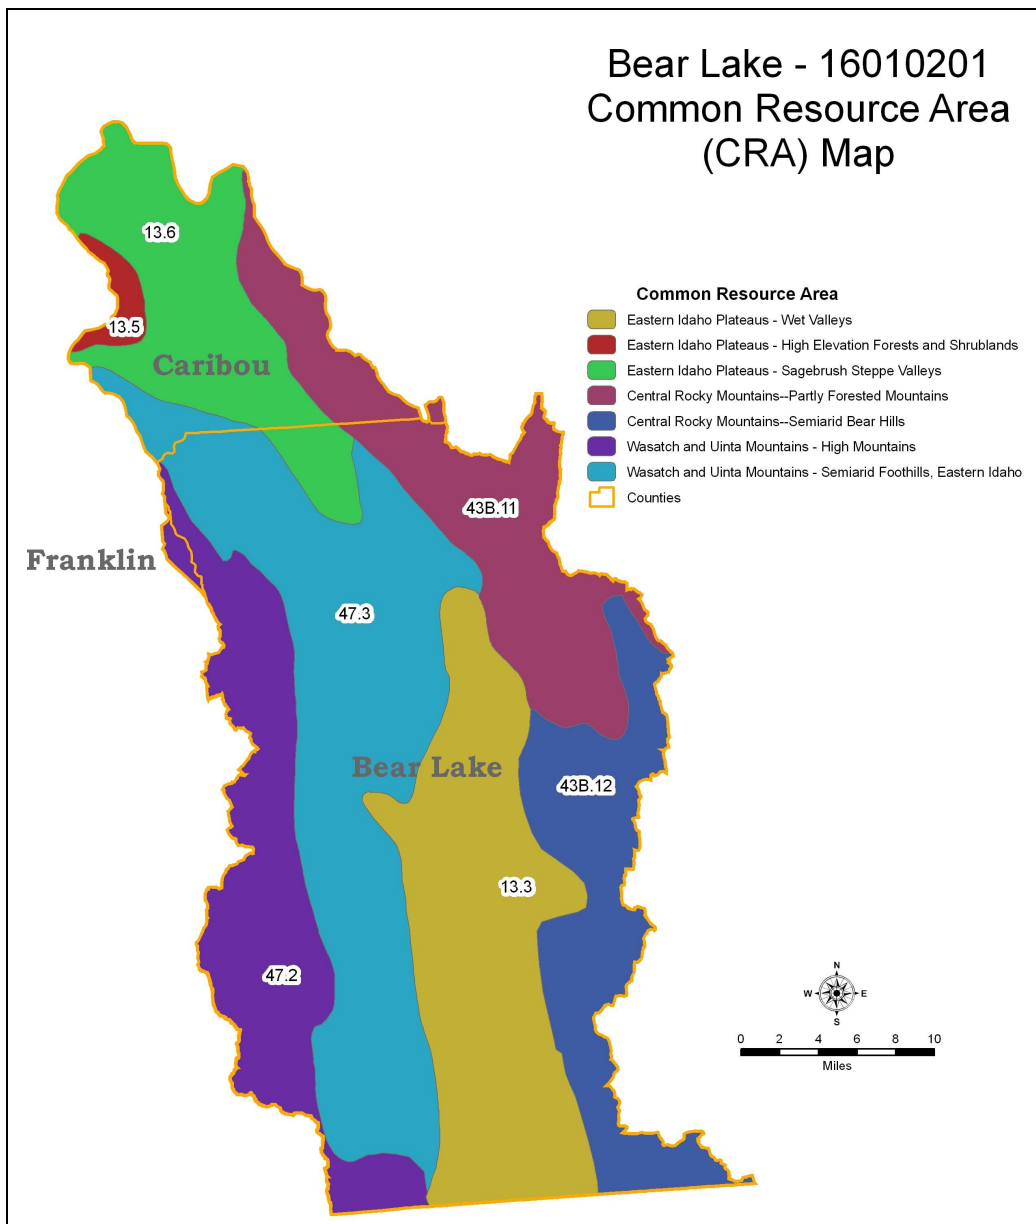 Bear Lake - 16010201
Common Resource Area
(CRA) Map
13.6
13.5
Caribou
Common Resource Area
Eastern Idaho Plateaus - Wet Valleys
Eastern Idaho Plateaus - High Elevation Forests and Shrublands
Eastern Idaho Plateaus - Sagebrush Steppe Valleys
Central Rocky Mountains--Partly Forested Mountains
Central Rocky Mountains--Semiarid Bear Hills
Wasatch and Uinta Mountains - High Mountains
Wasatch and Uinta Mountains - Semiarid Foothills, Eastern Idaho
Counties
43B.11
Franklin
47.3
Bear Lake
43B.12
13.3
47.2
N
W E
S
0 2 4 6 8 10
Miles